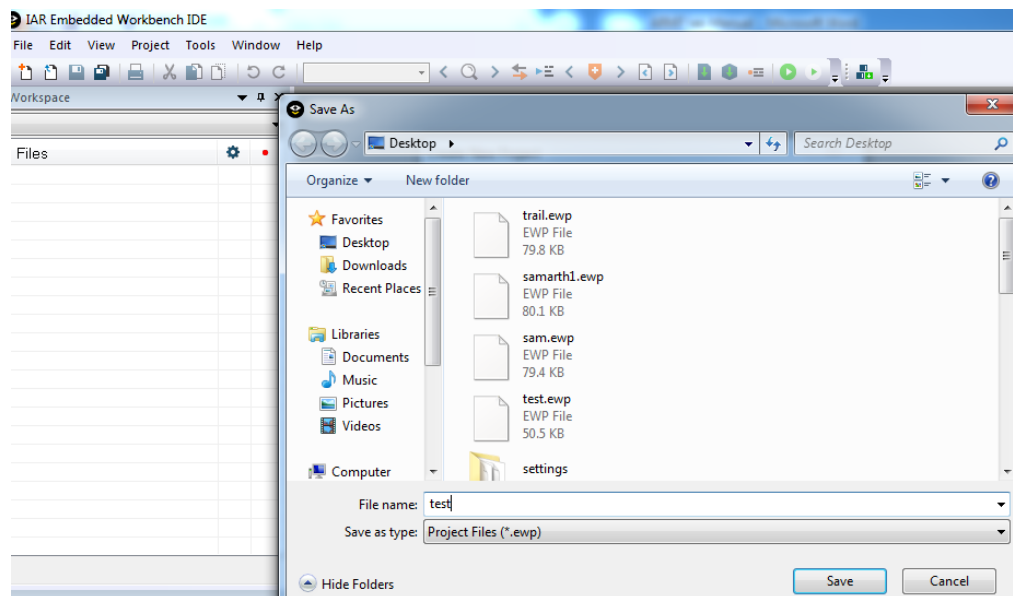 IAR Embedded Workbench IDE
File Edit View Project Tools Window Help
Workspace
Save As
Files
Desktop
Search Desktop
Organize New folder
Favorites
Desktop
Downloads
Recent Places
Libraries
Documents
Music
Pictures
Videos
Computer
trail.ewp
EWP File
79.8 KB
samarth1.ewp
EWP File
80.1 KB
sam.ewp
EWP File
79.4 KB
test.ewp
EWP File
50.5 KB
settings
File name: test
Save as type: Project Files (*.ewp)
Hide Folders
Save Cancel